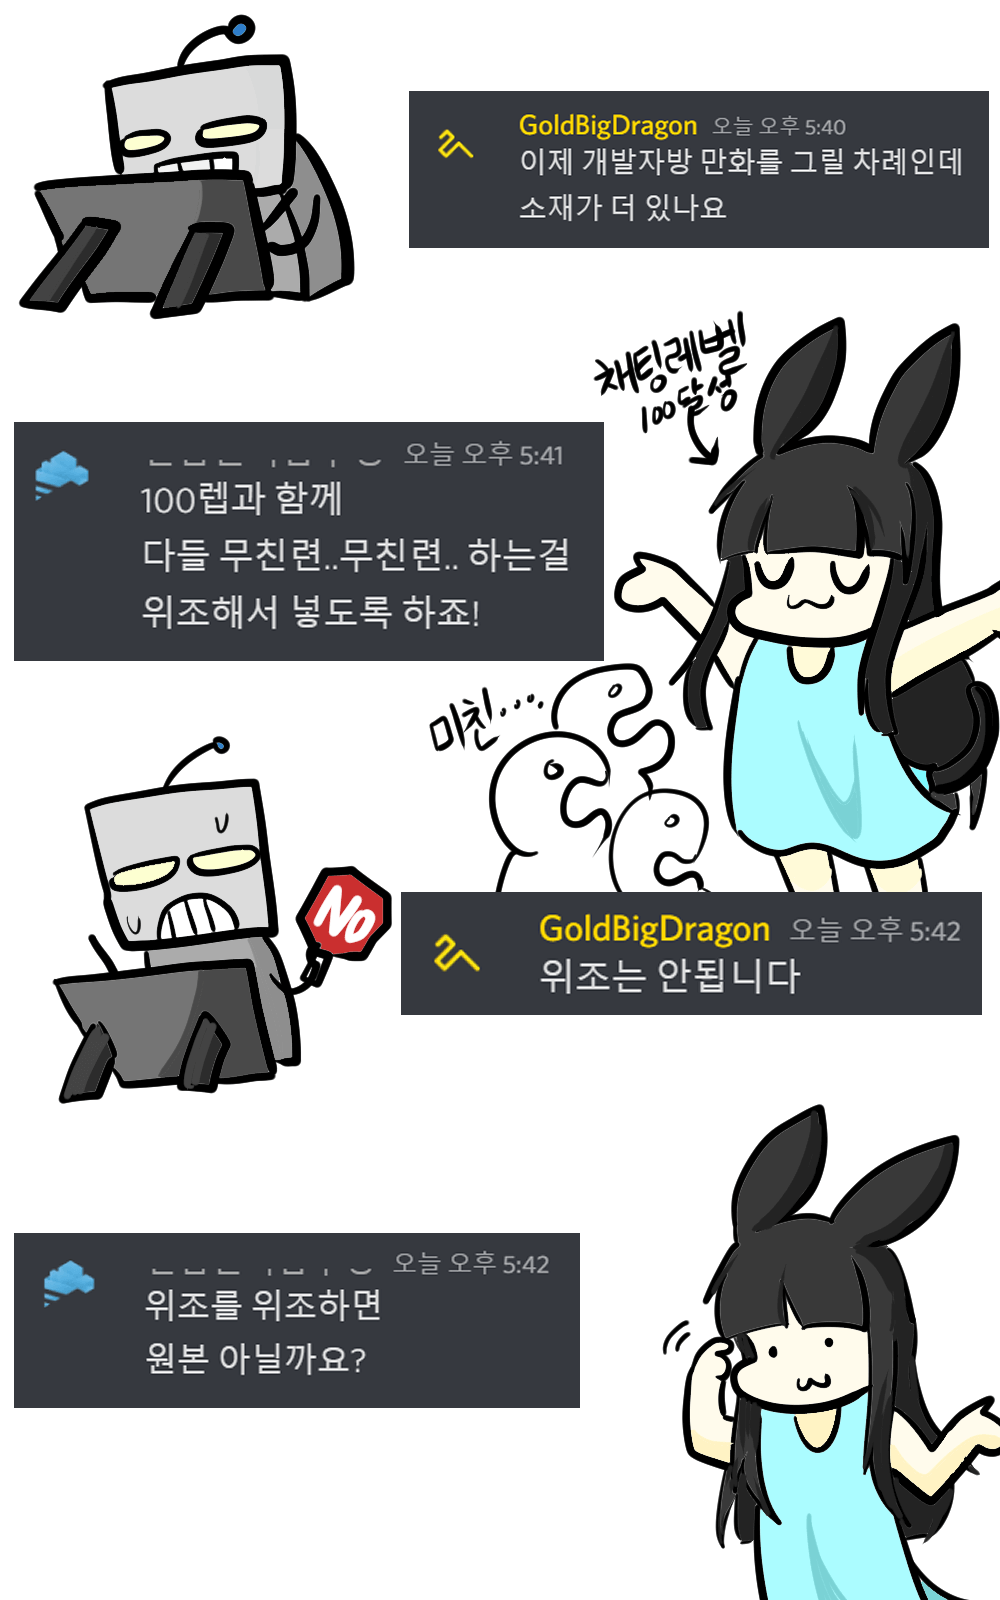 GoldBigDragon 오늘 오후 5:40
이제 개발자방 만화를 그릴 차례인데
소재가 더 있나요
채팅레벨
100달성
오늘 오후 5:41
100렙과 함께
다들 무친련..무친련.. 하는걸
위조해서 넣도록 하죠!
미친....
NO
GoldBigDragon 오늘 오후 5:42
위조는 안됩니다
오늘 오후 5:42
위조를 위조하면
원본 아닐까요?